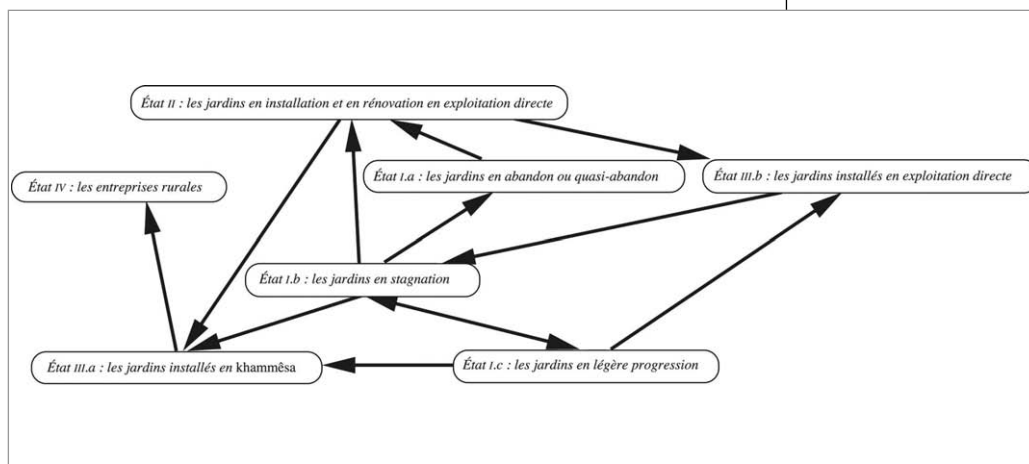 État II : les jardins en installation et en rénovation en exploitation directe
État I.a : les jardins en abandon ou quasi-abandon
État III.b : les jardins installés en exploitation directe
État IV : les entreprises rurales
État I.b : les jardins en stagnation
État III.a : les jardins installés en khammêsa
État I.c : les jardins en légère progression